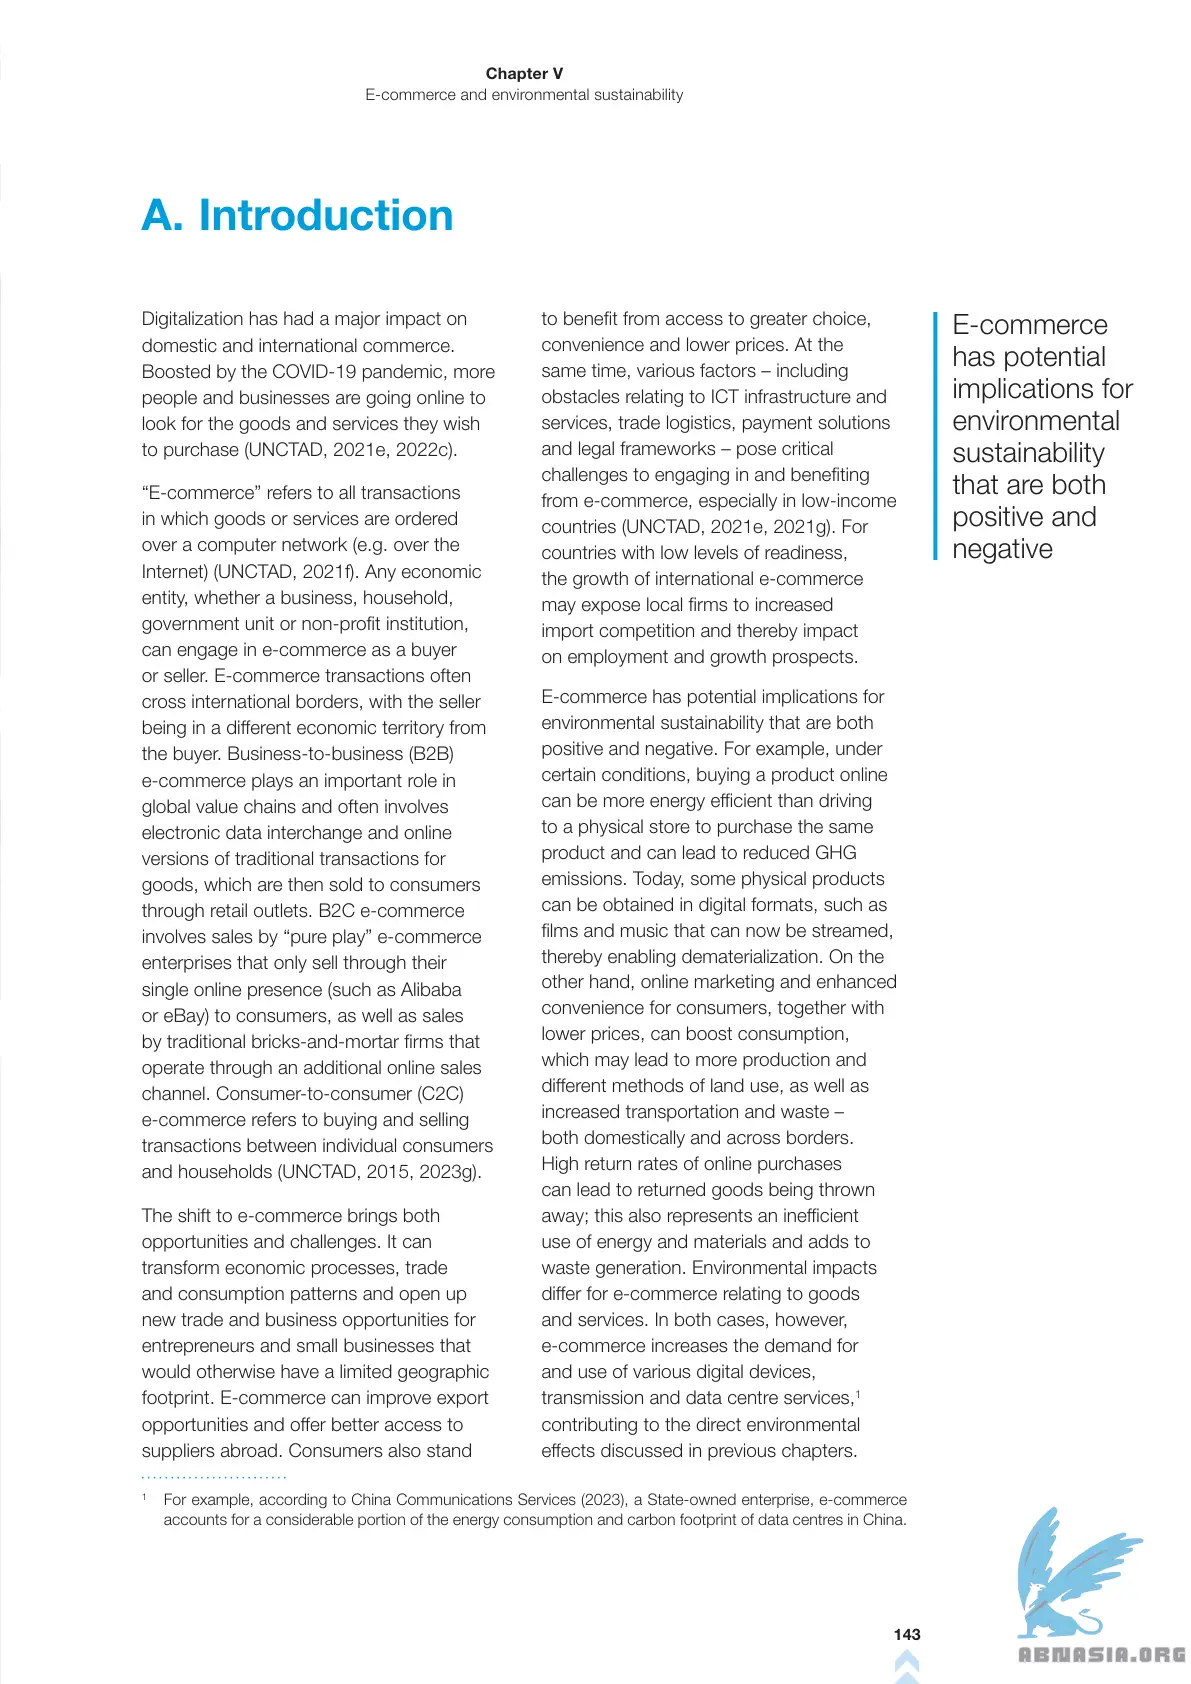 Chapter V
E-commerce and environmental sustainability
A. Introduction
Digitalization has had a major impact on
domestic and international commerce.
Boosted by the COVID-19 pandemic, more
people and businesses are going online to
look for the goods and services they wish
to purchase (UNCTAD, 2021e, 2022c).
“E-commerce” refers to all transactions
in which goods or services are ordered
over a computer network (e.g. over the
Internet) (UNCTAD, 2021f). Any economic
entity, whether a business, household,
government unit or non-profit institution,
can engage in e-commerce as a buyer
or seller. E-commerce transactions often
cross international borders, with the seller
being in a different economic territory from
the buyer. Business-to-business (B2B)
e-commerce plays an important role in
global value chains and often involves
electronic data interchange and online
versions of traditional transactions for
goods, which are then sold to consumers
through retail outlets. B2C e-commerce
involves sales by “pure play” e-commerce
enterprises that only sell through their
single online presence (such as Alibaba
or eBay) to consumers, as well as sales
by traditional bricks-and-mortar firms that
operate through an additional online sales
channel. Consumer-to-consumer (C2C)
e-commerce refers to buying and selling
transactions between individual consumers
and households (UNCTAD, 2015, 2023g).
The shift to e-commerce brings both
opportunities and challenges. It can
transform economic processes, trade
and consumption patterns and open up
new trade and business opportunities for
entrepreneurs and small businesses that
would otherwise have a limited geographic
footprint. E-commerce can improve export
opportunities and offer better access to
suppliers abroad. Consumers also stand
to benefit from access to greater choice,
convenience and lower prices. At the
same time, various factors – including
obstacles relating to ICT infrastructure and
services, trade logistics, payment solutions
and legal frameworks – pose critical
challenges to engaging in and benefiting
from e-commerce, especially in low-income
countries (UNCTAD, 2021e, 2021g). For
countries with low levels of readiness,
the growth of international e-commerce
may expose local firms to increased
import competition and thereby impact
on employment and growth prospects.
E-commerce has potential implications for
environmental sustainability that are both
positive and negative. For example, under
certain conditions, buying a product online
can be more energy efficient than driving
to a physical store to purchase the same
product and can lead to reduced GHG
emissions. Today, some physical products
can be obtained in digital formats, such as
films and music that can now be streamed,
thereby enabling dematerialization. On the
other hand, online marketing and enhanced
convenience for consumers, together with
lower prices, can boost consumption,
which may lead to more production and
different methods of land use, as well as
increased transportation and waste –
both domestically and across borders.
High return rates of online purchases
can lead to returned goods being thrown
away; this also represents an inefficient
use of energy and materials and adds to
waste generation. Environmental impacts
differ for e-commerce relating to goods
and services. In both cases, however,
e-commerce increases the demand for
and use of various digital devices,
transmission and data centre services,¹
contributing to the direct environmental
effects discussed in previous chapters.
E-commerce
has potential
implications for
environmental
sustainability
that are both
positive and
negative
¹ For example, according to China Communications Services (2023), a State-owned enterprise, e-commerce
accounts for a considerable portion of the energy consumption and carbon footprint of data centres in China.
143
ABNASIA.ORG